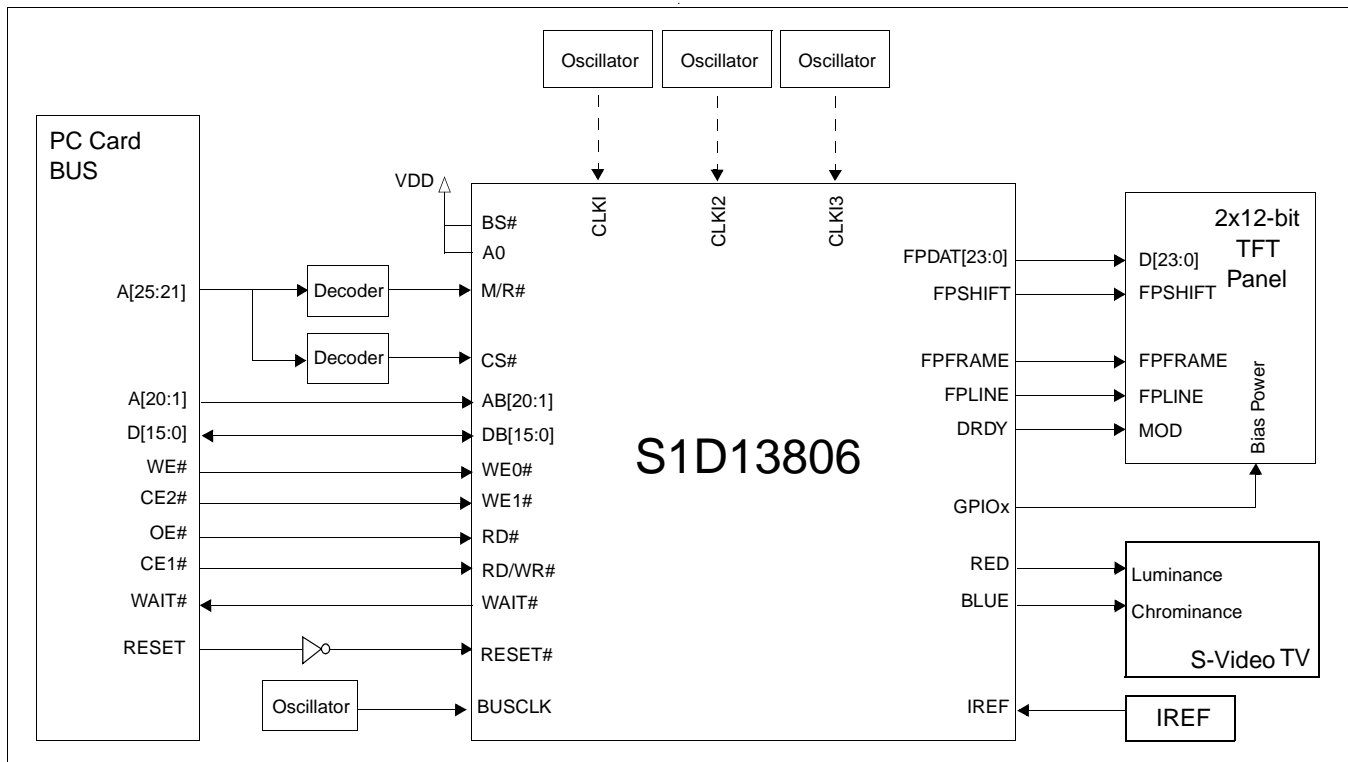 Oscillator
Oscillator
Oscillator
PC Card
BUS
VDD
BS#
A0
CLKI
CLKI2
CLKI3
2x12-bit
TFT
Panel
FPDAT[23:0]
D[23:0]
A[25:21]
Decoder
M/R#
FPSHIFT
FPSHIFT
Decoder
CS#
FPFRAME
FPFRAME
A[20:1]
AB[20:1]
FPLINE
FPLINE
Bias Power
D[15:0]
DB[15:0]
S1D13806
DRDY
MOD
WE#
WE0#
CE2#
WE1#
GPIOx
OE#
RD#
CE1#
RD/WR#
RED
Luminance
WAIT#
WAIT#
BLUE
Chrominance
RESET
RESET#
S-Video TV
Oscillator
BUSCLK
IREF
IREF